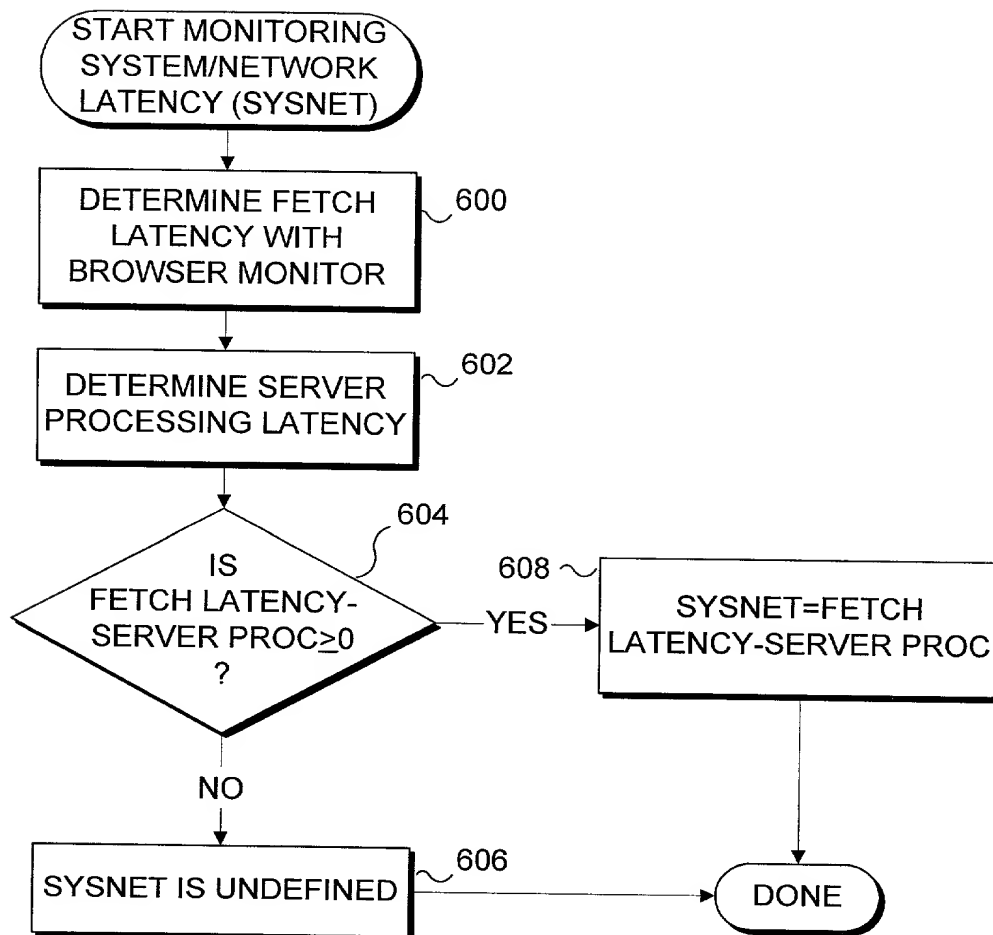 START MONITORING
SYSTEM/NETWORK
LATENCY (SYSNET)
DETERMINE FETCH
LATENCY WITH
BROWSER MONITOR
600
DETERMINE SERVER
PROCESSING LATENCY
602
IS
FETCH LATENCY-
SERVER PROC≥0
?
604
YES
608
SYSNET=FETCH
LATENCY-SERVER PROC
NO
SYSNET IS UNDEFINED
606
DONE